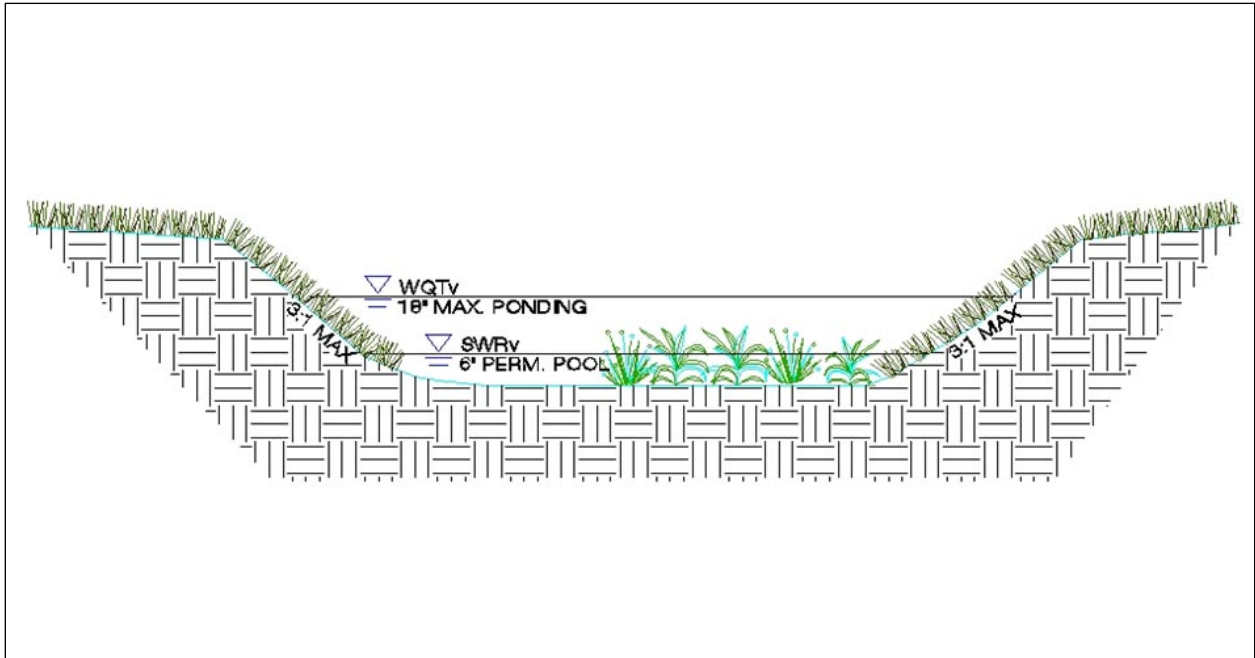 WQTv
18" MAX. PONDING
3:1 MAX
3:1 MAX
SWRv
6" PERM. POOL